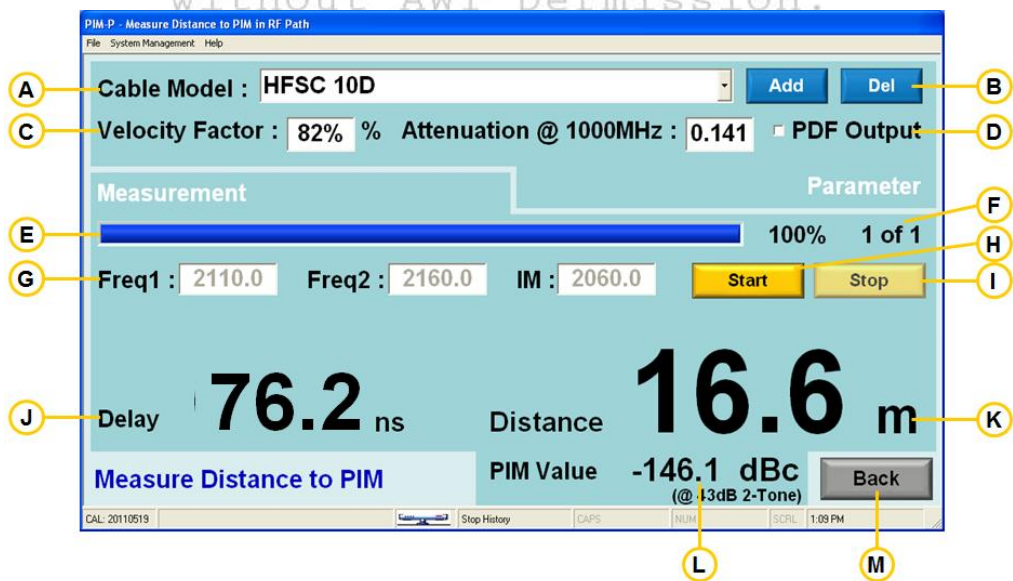 without AWT permission.
PIM-P - Measure Distance to PIM in RF Path
File System Management Help
A Cable Model : HFSC 10D Add Del B
C Velocity Factor : 82% % Attenuation @ 1000MHz : 0.141 PDF Output D
Measurement Parameter
E 100% 1 of 1 F
G Freq1 : 2110.0 Freq2 : 2160.0 IM : 2060.0 Start H Stop I
J Delay 76.2 ns Distance 16.6 m K
Measure Distance to PIM PIM Value -146.1 dBc Back
(@ 43dB 2-Tone)
CAL: 20110519 Stop History CAPS NUM SCRL 1:09 PM
L M